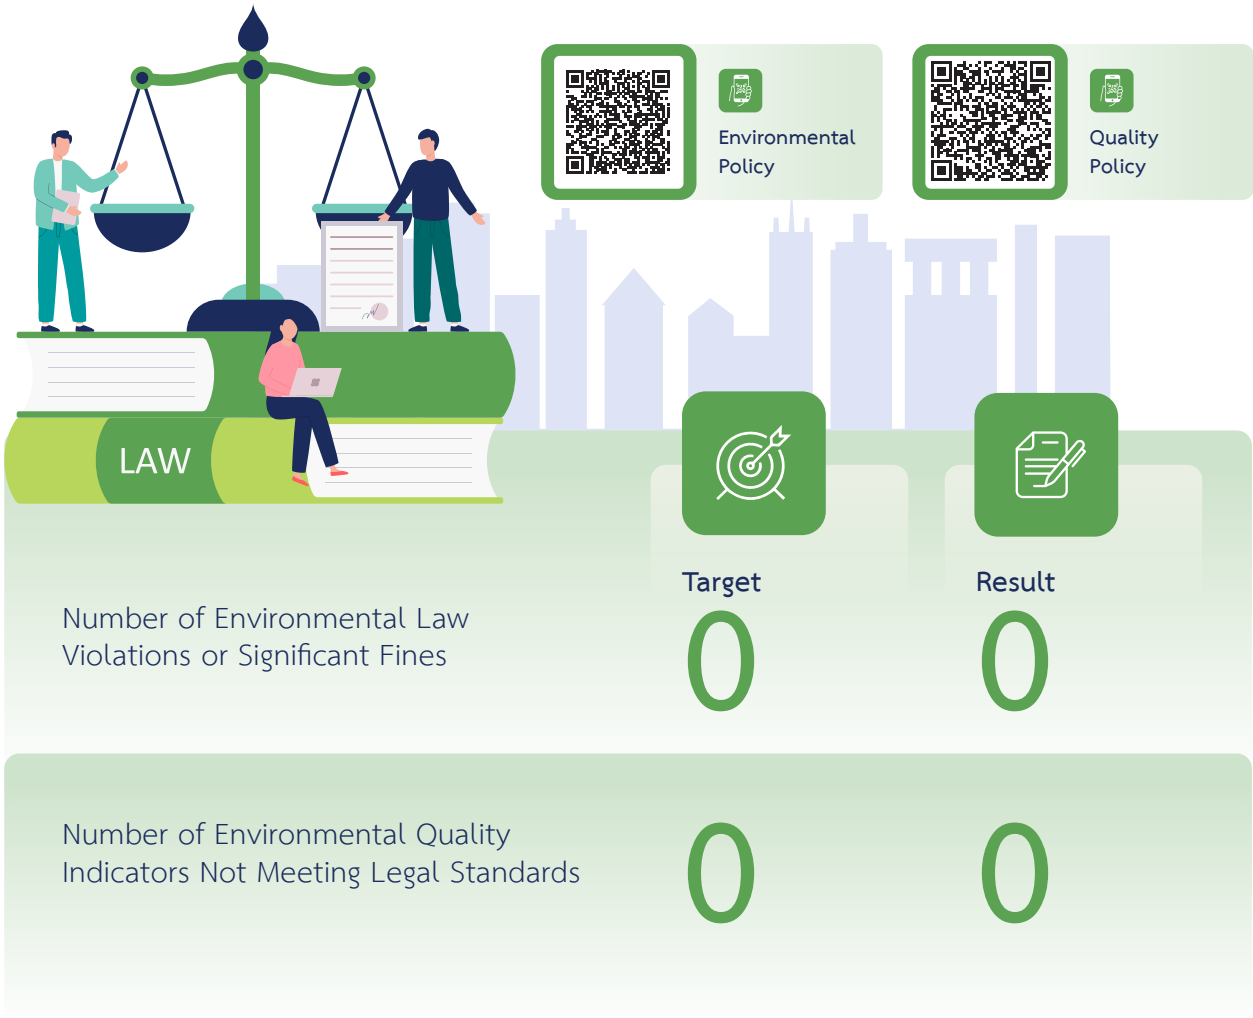 Environmental
Policy
Quality
Policy
LAW
Target
Result
Number of Environmental Law
Violations or Significant Fines
0
0
Number of Environmental Quality
Indicators Not Meeting Legal Standards
0
0